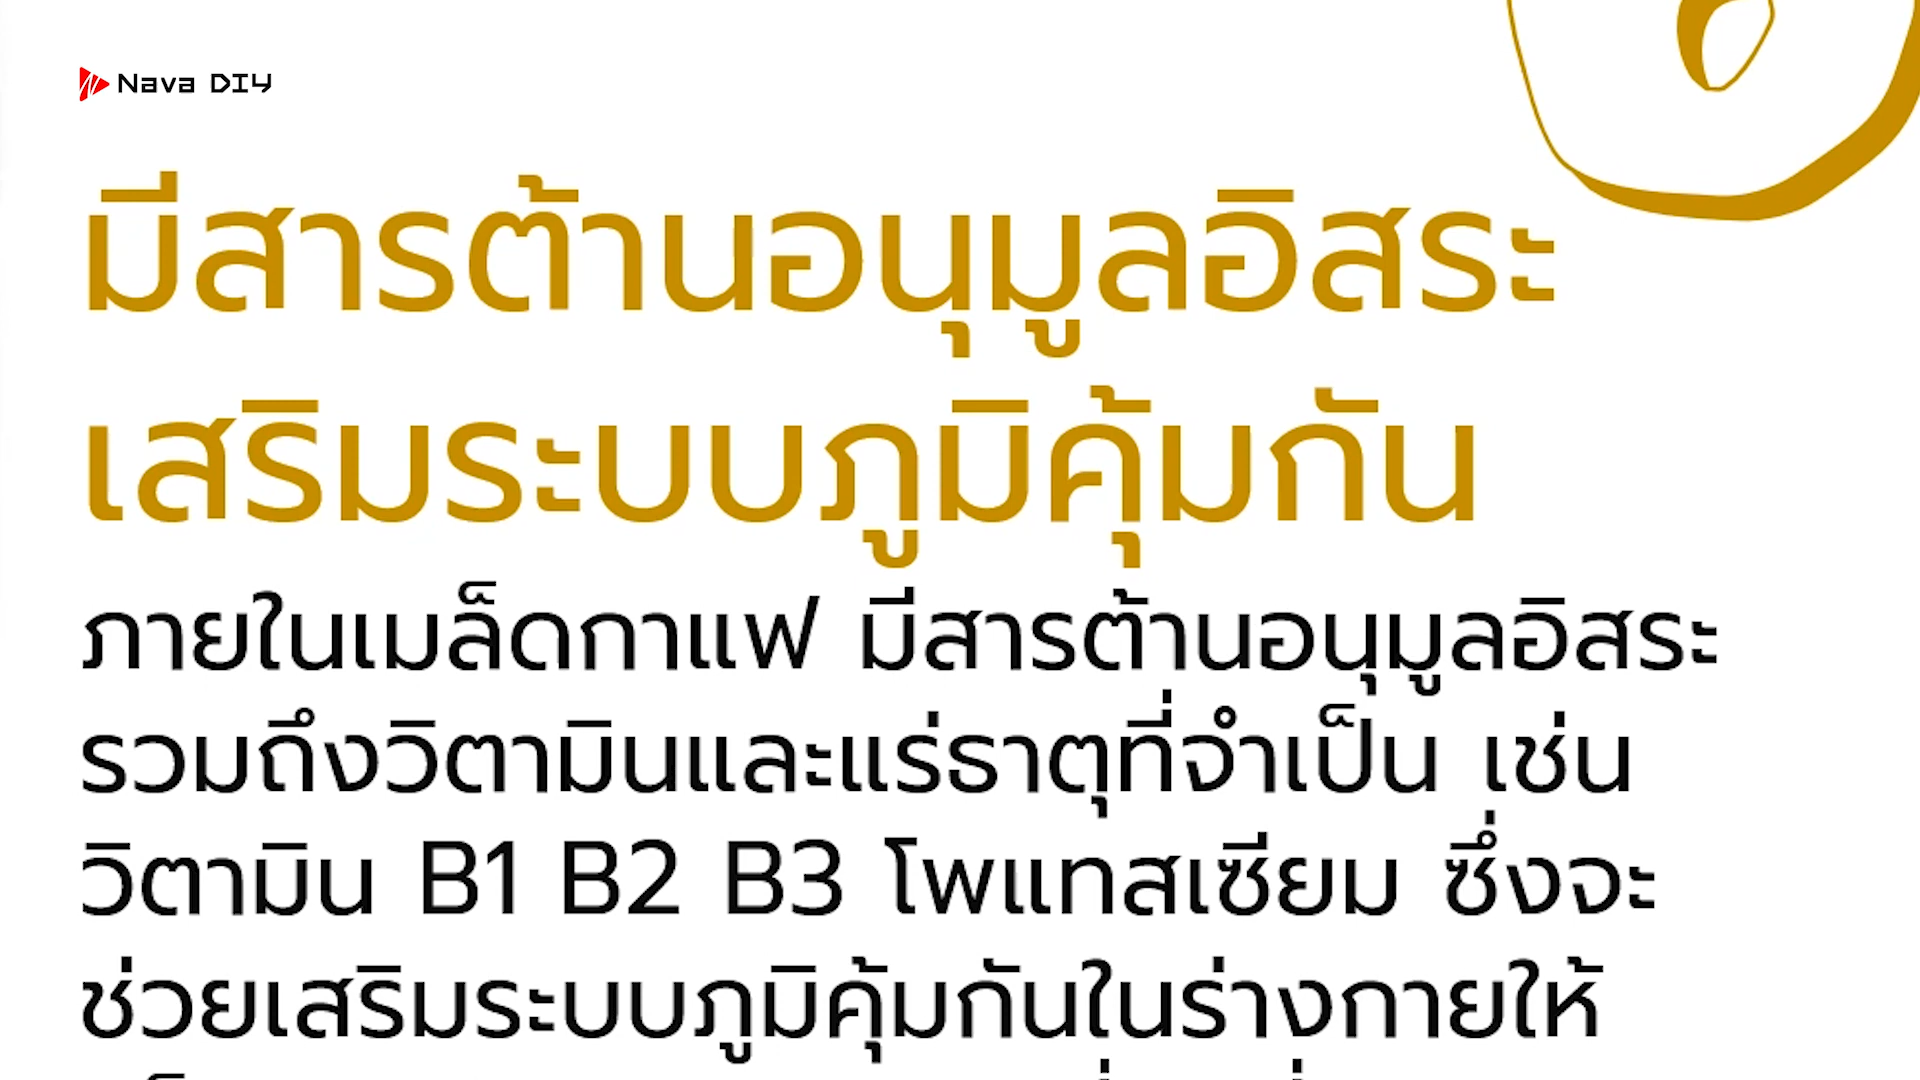 Nava DIY
มีสารต้านอนุมูลอิสระ
เสริมระบบภูมิคุ้มกัน
ภายในเมล็ดกาแฟ มีสารต้านอนุมูลอิสระ
รวมถึงวิตามินและแร่ธาตุที่จำเป็น เช่น
วิตามิน B1 B2 B3 โพแทสเซียม ซึ่งจะ
ช่วยเสริมระบบภูมิคุ้มกันในร่างกายให้